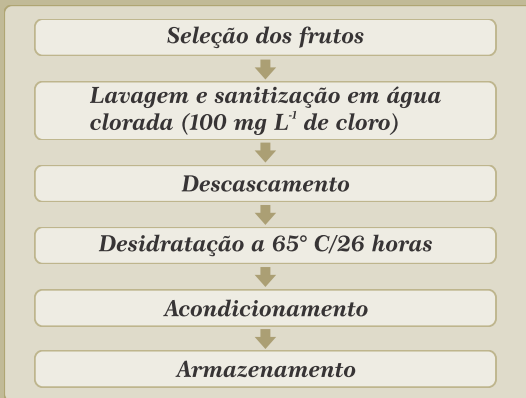 Seleção dos frutos
Lavagem e sanitização em água
clorada (100 mg L⁻¹ de cloro)
Descascamento
Desidratação a 65° C/26 horas
Acondicionamento
Armazenamento